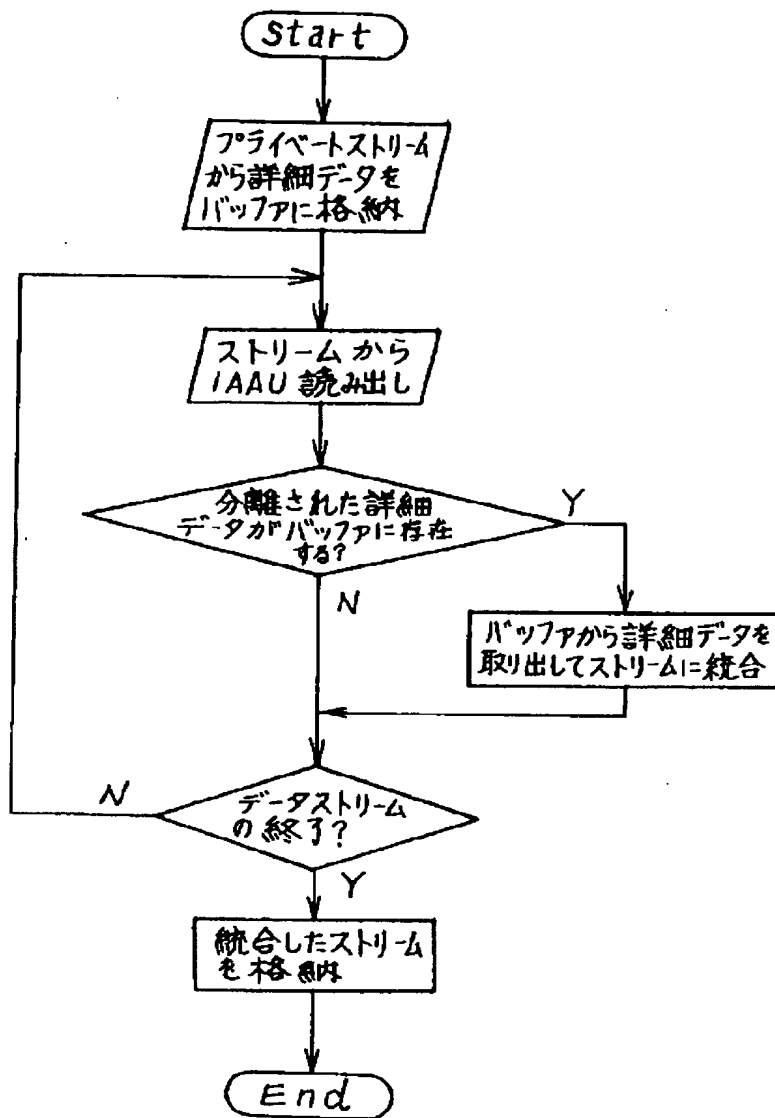 Start
プライベートストリーム
から詳細データを
バッファに格納
ストリームから
1AAU読み出し
分離された詳細
データがバッファに存在
する?
Y
N
バッファから詳細データを
取り出してストリームに統合
データストリーム
の終了?
N
Y
統合したストリーム
を格納
End